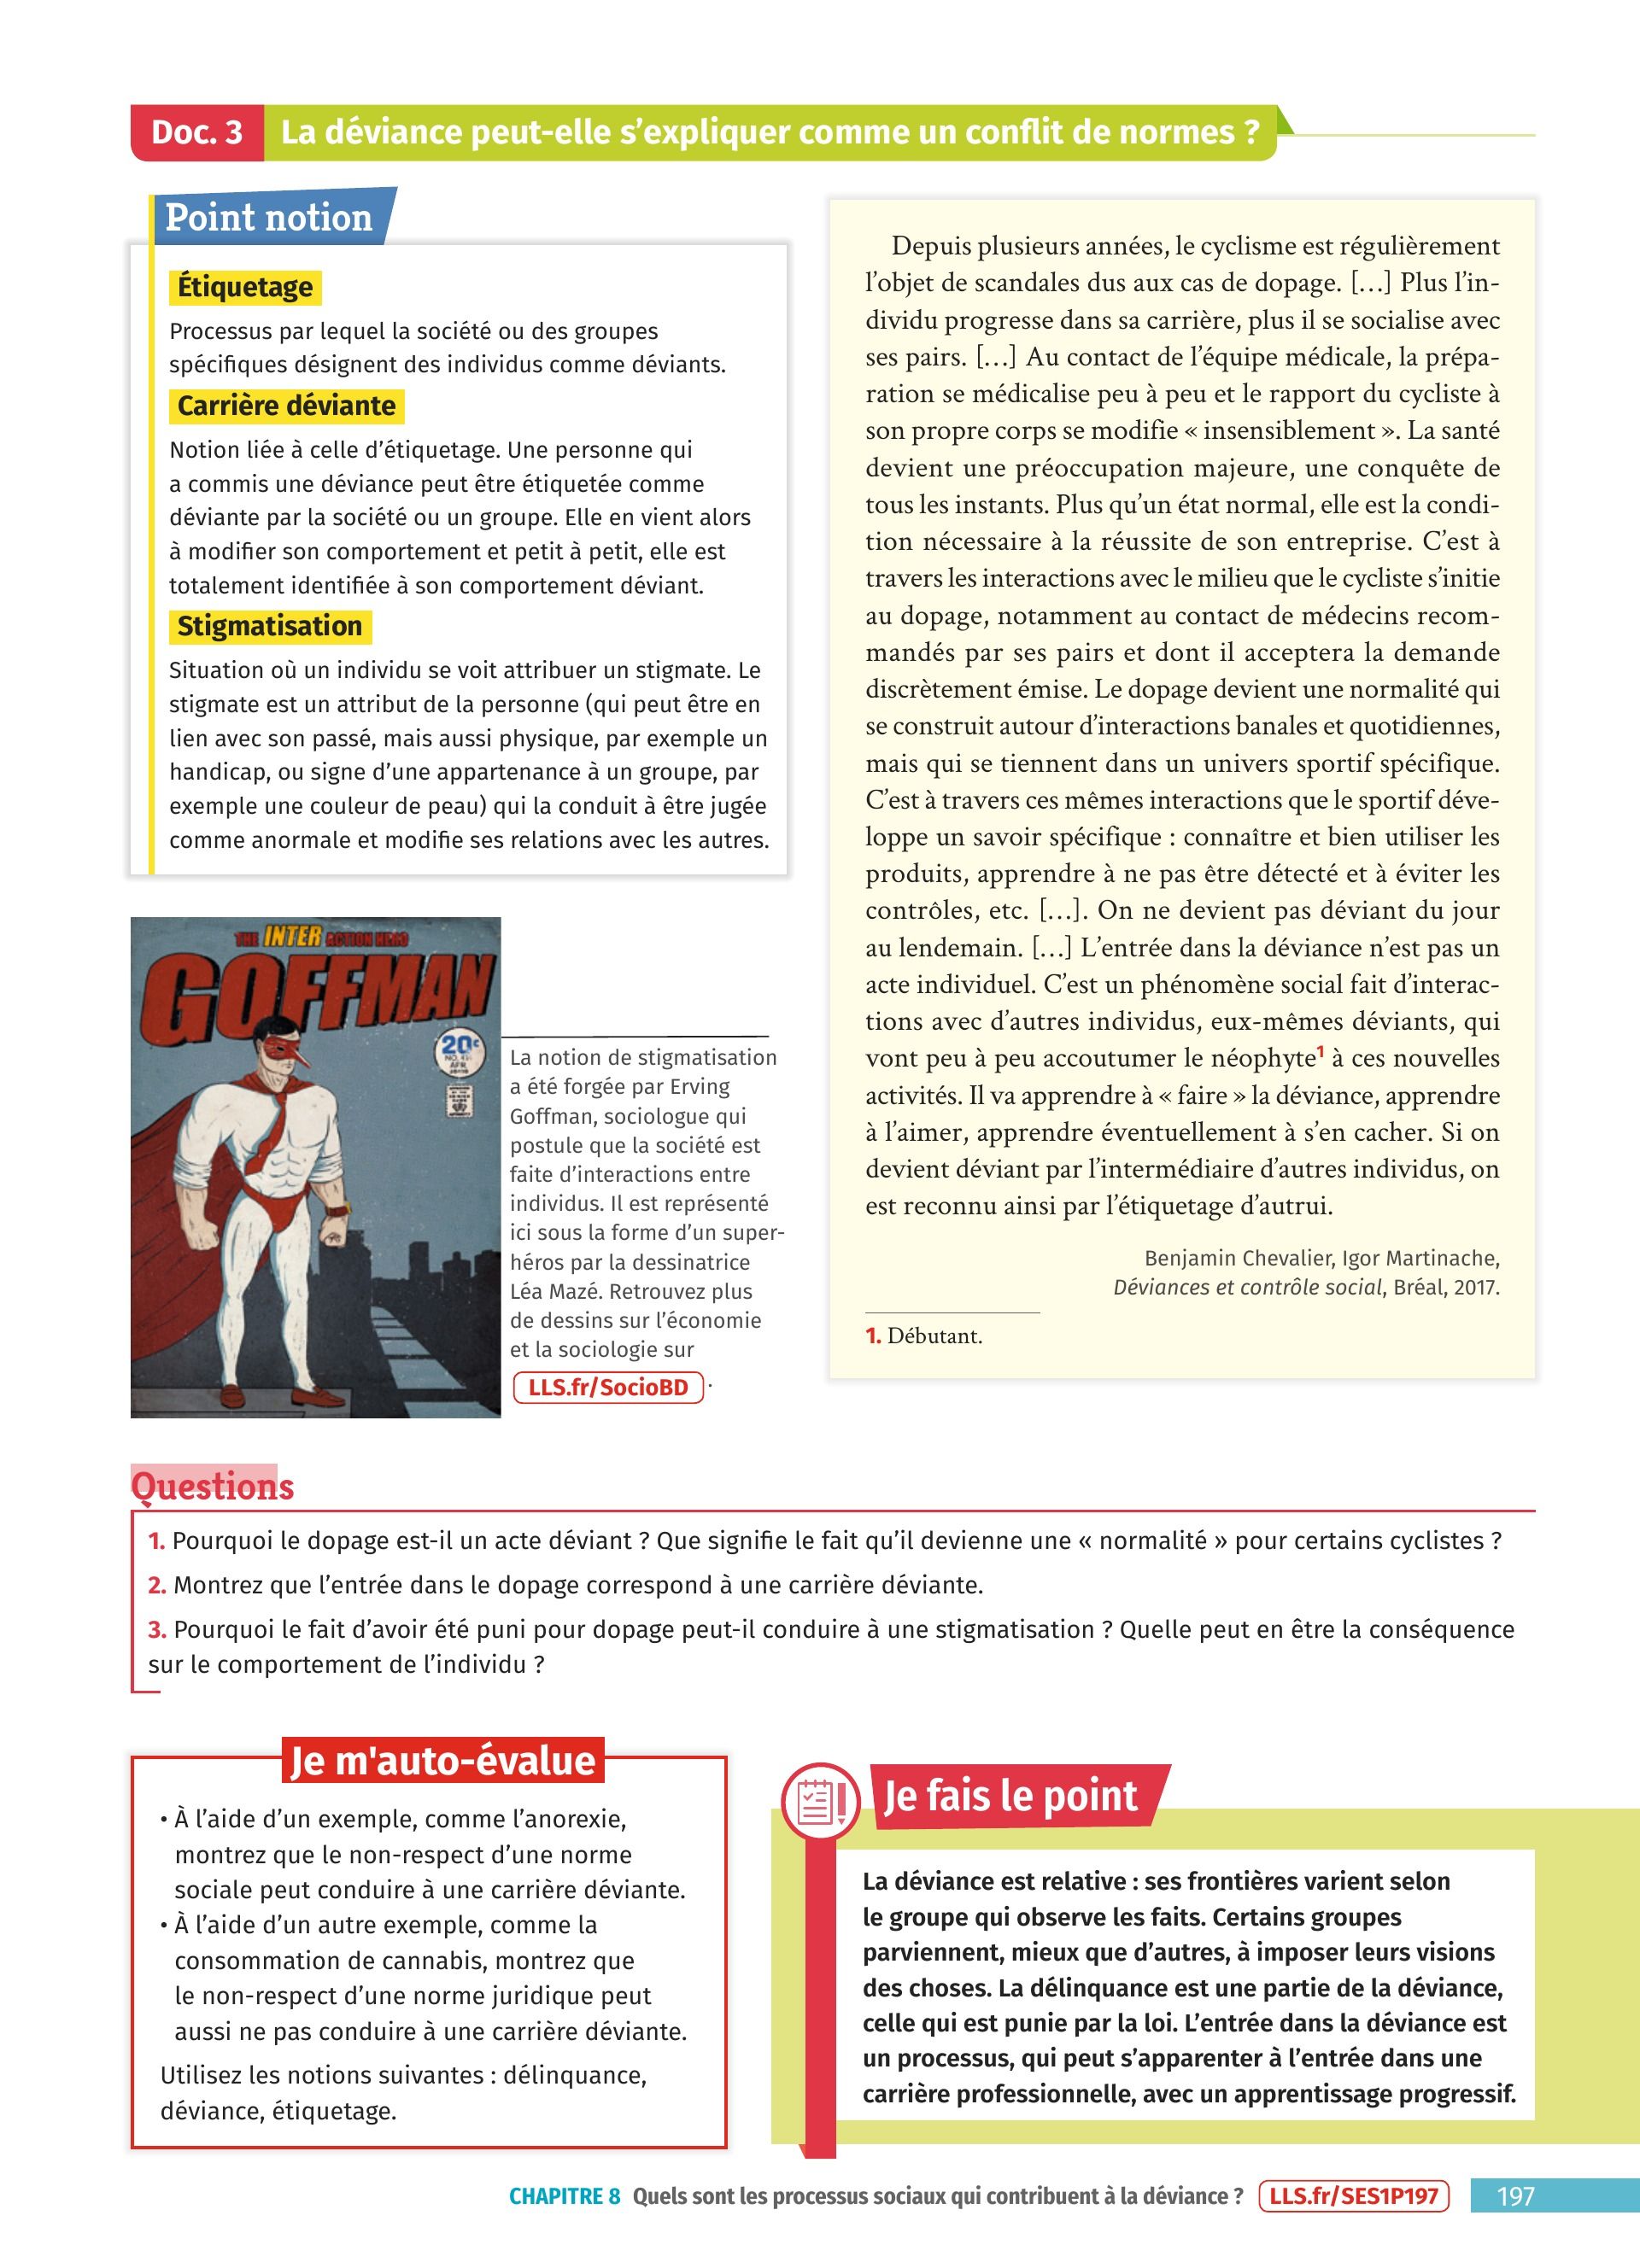 Doc. 3 La déviance peut-elle s’expliquer comme un conflit de normes ?
Point notion
Étiquetage
Processus par lequel la société ou des groupes
spécifiques désignent des individus comme déviants.
Carrière déviante
Notion liée à celle d’étiquetage. Une personne qui
a commis une déviance peut être étiquetée comme
déviante par la société ou un groupe. Elle en vient alors
à modifier son comportement et petit à petit, elle est
totalement identifiée à son comportement déviant.
Stigmatisation
Situation où un individu se voit attribuer un stigmate. Le
stigmate est un attribut de la personne (qui peut être en
lien avec son passé, mais aussi physique, par exemple un
handicap, ou signe d’une appartenance à un groupe, par
exemple une couleur de peau) qui la conduit à être jugée
comme anormale et modifie ses relations avec les autres.
THE INTER ACTION HERO
GOFFMAN
20c
APR
La notion de stigmatisation
a été forgée par Erving
Goffman, sociologue qui
postule que la société est
faite d’interactions entre
individus. Il est représenté
ici sous la forme d’un super-
héros par la dessinatrice
Léa Mazé. Retrouvez plus
de dessins sur l’économie
et la sociologie sur
LLS.fr/SocioBD .
Depuis plusieurs années, le cyclisme est régulièrement
l’objet de scandales dus aux cas de dopage. […] Plus l’in-
dividu progresse dans sa carrière, plus il se socialise avec
ses pairs. […] Au contact de l’équipe médicale, la prépa-
ration se médicalise peu à peu et le rapport du cycliste à
son propre corps se modifie « insensiblement ». La santé
devient une préoccupation majeure, une conquête de
tous les instants. Plus qu’un état normal, elle est la condi-
tion nécessaire à la réussite de son entreprise. C’est à
travers les interactions avec le milieu que le cycliste s’initie
au dopage, notamment au contact de médecins recom-
mandés par ses pairs et dont il acceptera la demande
discrètement émise. Le dopage devient une normalité qui
se construit autour d’interactions banales et quotidiennes,
mais qui se tiennent dans un univers sportif spécifique.
C’est à travers ces mêmes interactions que le sportif déve-
loppe un savoir spécifique : connaître et bien utiliser les
produits, apprendre à ne pas être détecté et à éviter les
contrôles, etc. […]. On ne devient pas déviant du jour
au lendemain. […] L’entrée dans la déviance n’est pas un
acte individuel. C’est un phénomène social fait d’interac-
tions avec d’autres individus, eux-mêmes déviants, qui
vont peu à peu accoutumer le néophyte1 à ces nouvelles
activités. Il va apprendre à « faire » la déviance, apprendre
à l’aimer, apprendre éventuellement à s’en cacher. Si on
devient déviant par l’intermédiaire d’autres individus, on
est reconnu ainsi par l’étiquetage d’autrui.
Benjamin Chevalier, Igor Martinache,
Déviances et contrôle social, Bréal, 2017.
1. Débutant.
Questions
1. Pourquoi le dopage est-il un acte déviant ? Que signifie le fait qu’il devienne une « normalité » pour certains cyclistes ?
2. Montrez que l’entrée dans le dopage correspond à une carrière déviante.
3. Pourquoi le fait d’avoir été puni pour dopage peut-il conduire à une stigmatisation ? Quelle peut en être la conséquence
sur le comportement de l’individu ?
Je m'auto-évalue
• À l’aide d’un exemple, comme l’anorexie,
montrez que le non-respect d’une norme
sociale peut conduire à une carrière déviante.
• À l’aide d’un autre exemple, comme la
consommation de cannabis, montrez que
le non-respect d’une norme juridique peut
aussi ne pas conduire à une carrière déviante.
Utilisez les notions suivantes : délinquance,
déviance, étiquetage.
Je fais le point
La déviance est relative : ses frontières varient selon
le groupe qui observe les faits. Certains groupes
parviennent, mieux que d’autres, à imposer leurs visions
des choses. La délinquance est une partie de la déviance,
celle qui est punie par la loi. L’entrée dans la déviance est
un processus, qui peut s’apparenter à l’entrée dans une
carrière professionnelle, avec un apprentissage progressif.
CHAPITRE 8 Quels sont les processus sociaux qui contribuent à la déviance ? LLS.fr/SES1P197 197